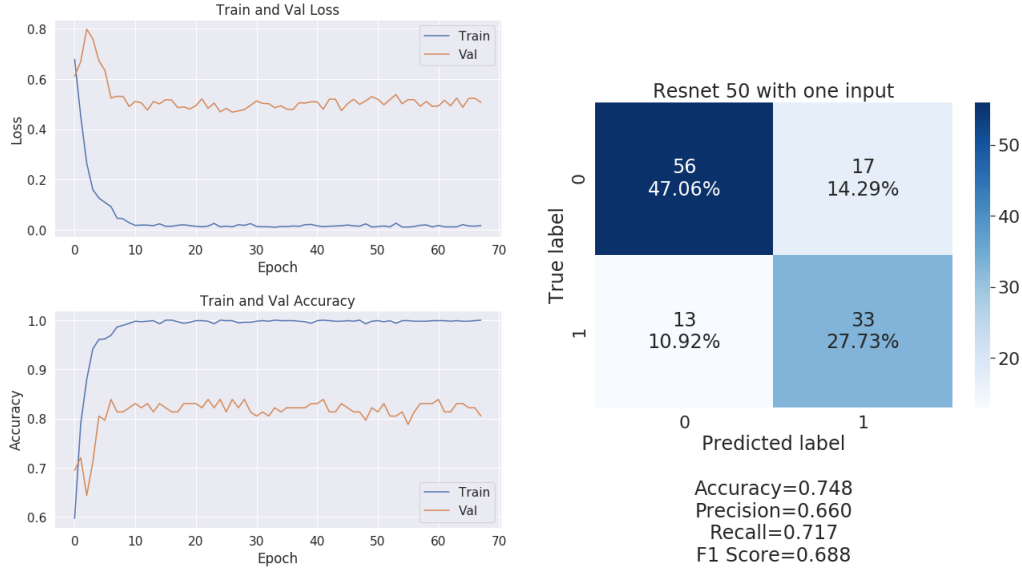 Train and Val Loss
0.8
0.6
0.4
0.2
0.0
Loss
Train
Val
0 10 20 30 40 50 60 70
Epoch
Train and Val Accuracy
1.0
0.9
0.8
0.7
0.6
Accuracy
Train
Val
0 10 20 30 40 50 60 70
Epoch
Resnet 50 with one input
True label
0
1
56
47.06%
17
14.29%
13
10.92%
33
27.73%
0 1
Predicted label
50
40
30
20
Accuracy=0.748
Precision=0.660
Recall=0.717
F1 Score=0.688